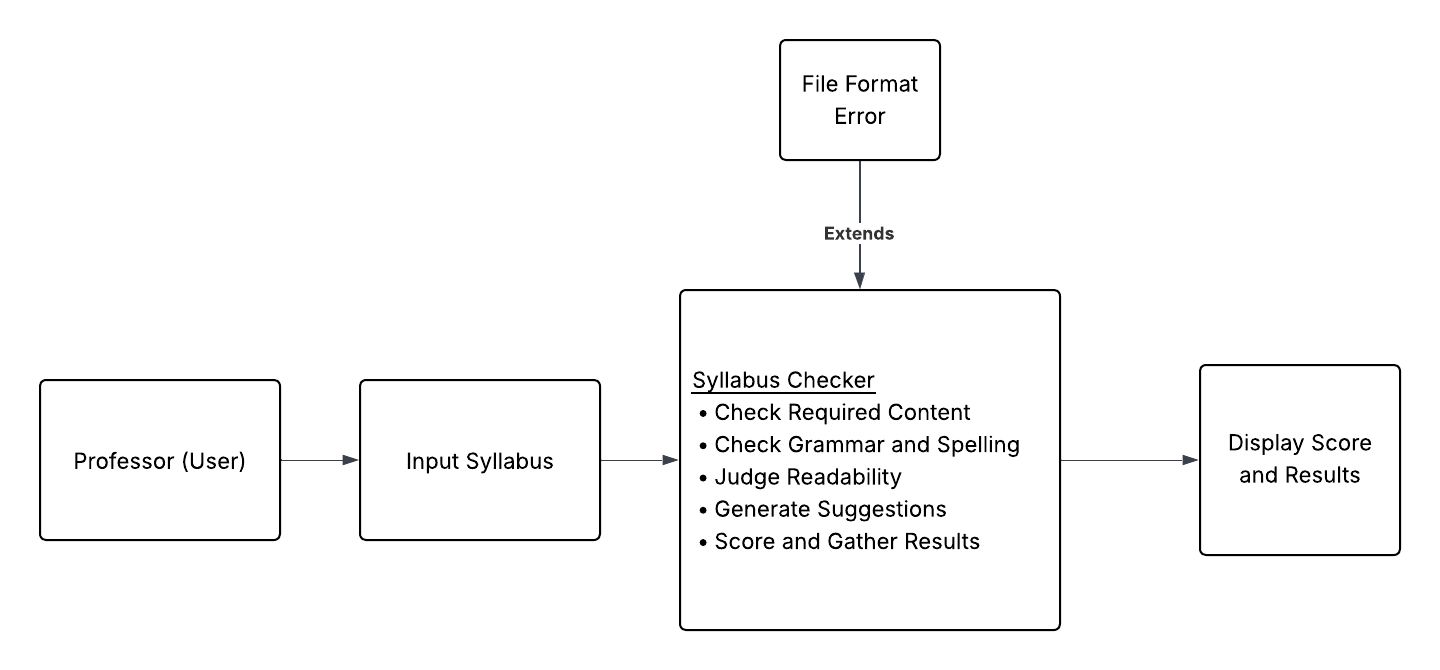 File Format
Error
Extends
Professor (User)
Input Syllabus
Syllabus Checker
• Check Required Content
• Check Grammar and Spelling
• Judge Readability
• Generate Suggestions
• Score and Gather Results
Display Score
and Results